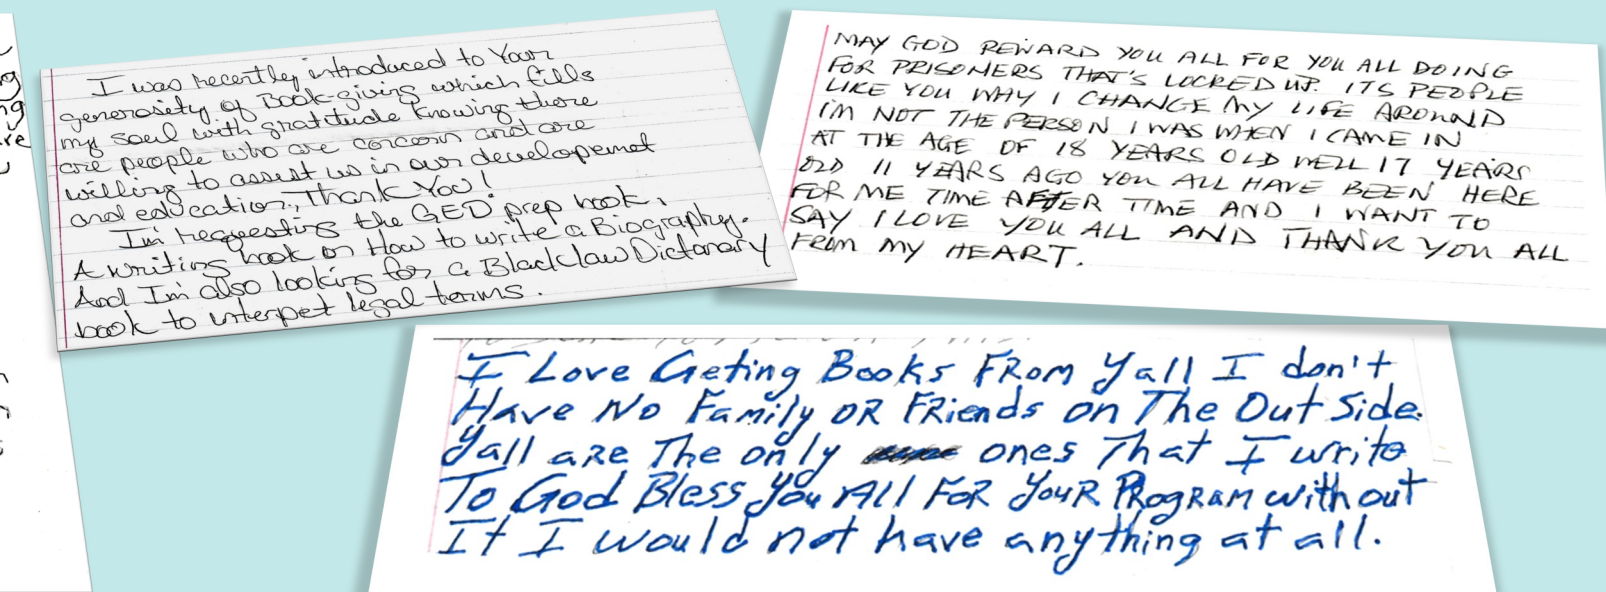 I was recently introduced to Your
generosity of Book-giving which fills
my soul with gratitude knowing there
are people who are concorn and are
willing to assist us in our developemet
and education, Thank You!
I'm requesting the GED prep book,
A writing book on How to write a Biography.
And I'm also looking for a Black law Dictonary
book to interpet legal terms.
MAY GOD REWARD YOU ALL FOR YOU ALL DOING
FOR PRISONERS THAT'S LOCKED UP. ITS PEOPLE
LIKE YOU WHY I CHANGE MY LIFE AROUND
I'M NOT THE PERSON I WAS WHEN I CAME IN
AT THE AGE OF 18 YEARS OLD WELL 17 YEARS
OLD 11 YEARS AGO YOU ALL HAVE BEEN HERE
FOR ME TIME AFTER TIME AND I WANT TO
SAY I LOVE YOU ALL AND THANK YOU ALL
FROM MY HEART.
I Love Geting Books FRom Yall I don't
Have No Family OR FRiends on The Out Side.
Yall aRe The only ones That I write
To God Bless You All FOR YouR PRogRam without
It I would not have anything at all.